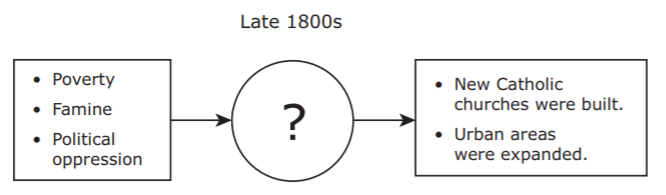 Late 1800s
• Poverty
• Famine
• Political
oppression
?
• New Catholic
churches were built.
• Urban areas
were expanded.